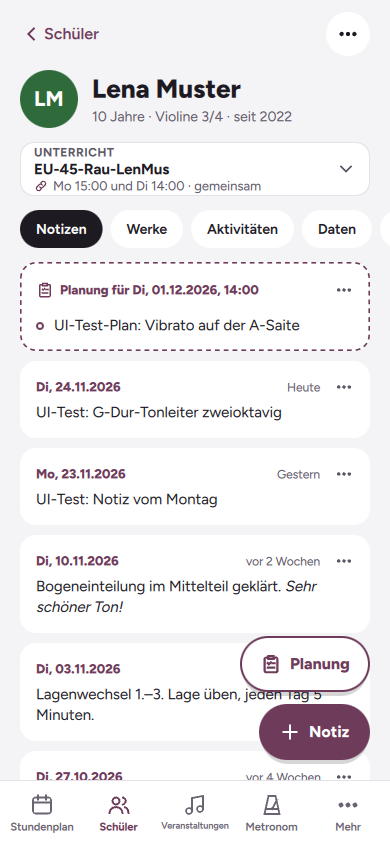 Schüler
LM
Lena Muster
10 Jahre · Violine 3/4 · seit 2022
UNTERRICHT
EU-45-Rau-LenMus
Mo 15:00 und Di 14:00 · gemeinsam
Notizen Werke Aktivitäten Daten
Planung für Di, 01.12.2026, 14:00
UI-Test-Plan: Vibrato auf der A-Saite
Di, 24.11.2026 Heute
UI-Test: G-Dur-Tonleiter zweioktavig
Mo, 23.11.2026 Gestern
UI-Test: Notiz vom Montag
Di, 10.11.2026 vor 2 Wochen
Bogeneinteilung im Mittelteil geklärt. Sehr
schöner Ton!
Di, 03.11.2026
Planung
Lagenwechsel 1.–3. Lage üben, jeden Tag 5
Minuten.
Notiz
Di, 27.10.2026 vor 4 Wochen
Stundenplan Schüler Veranstaltungen Metronom Mehr